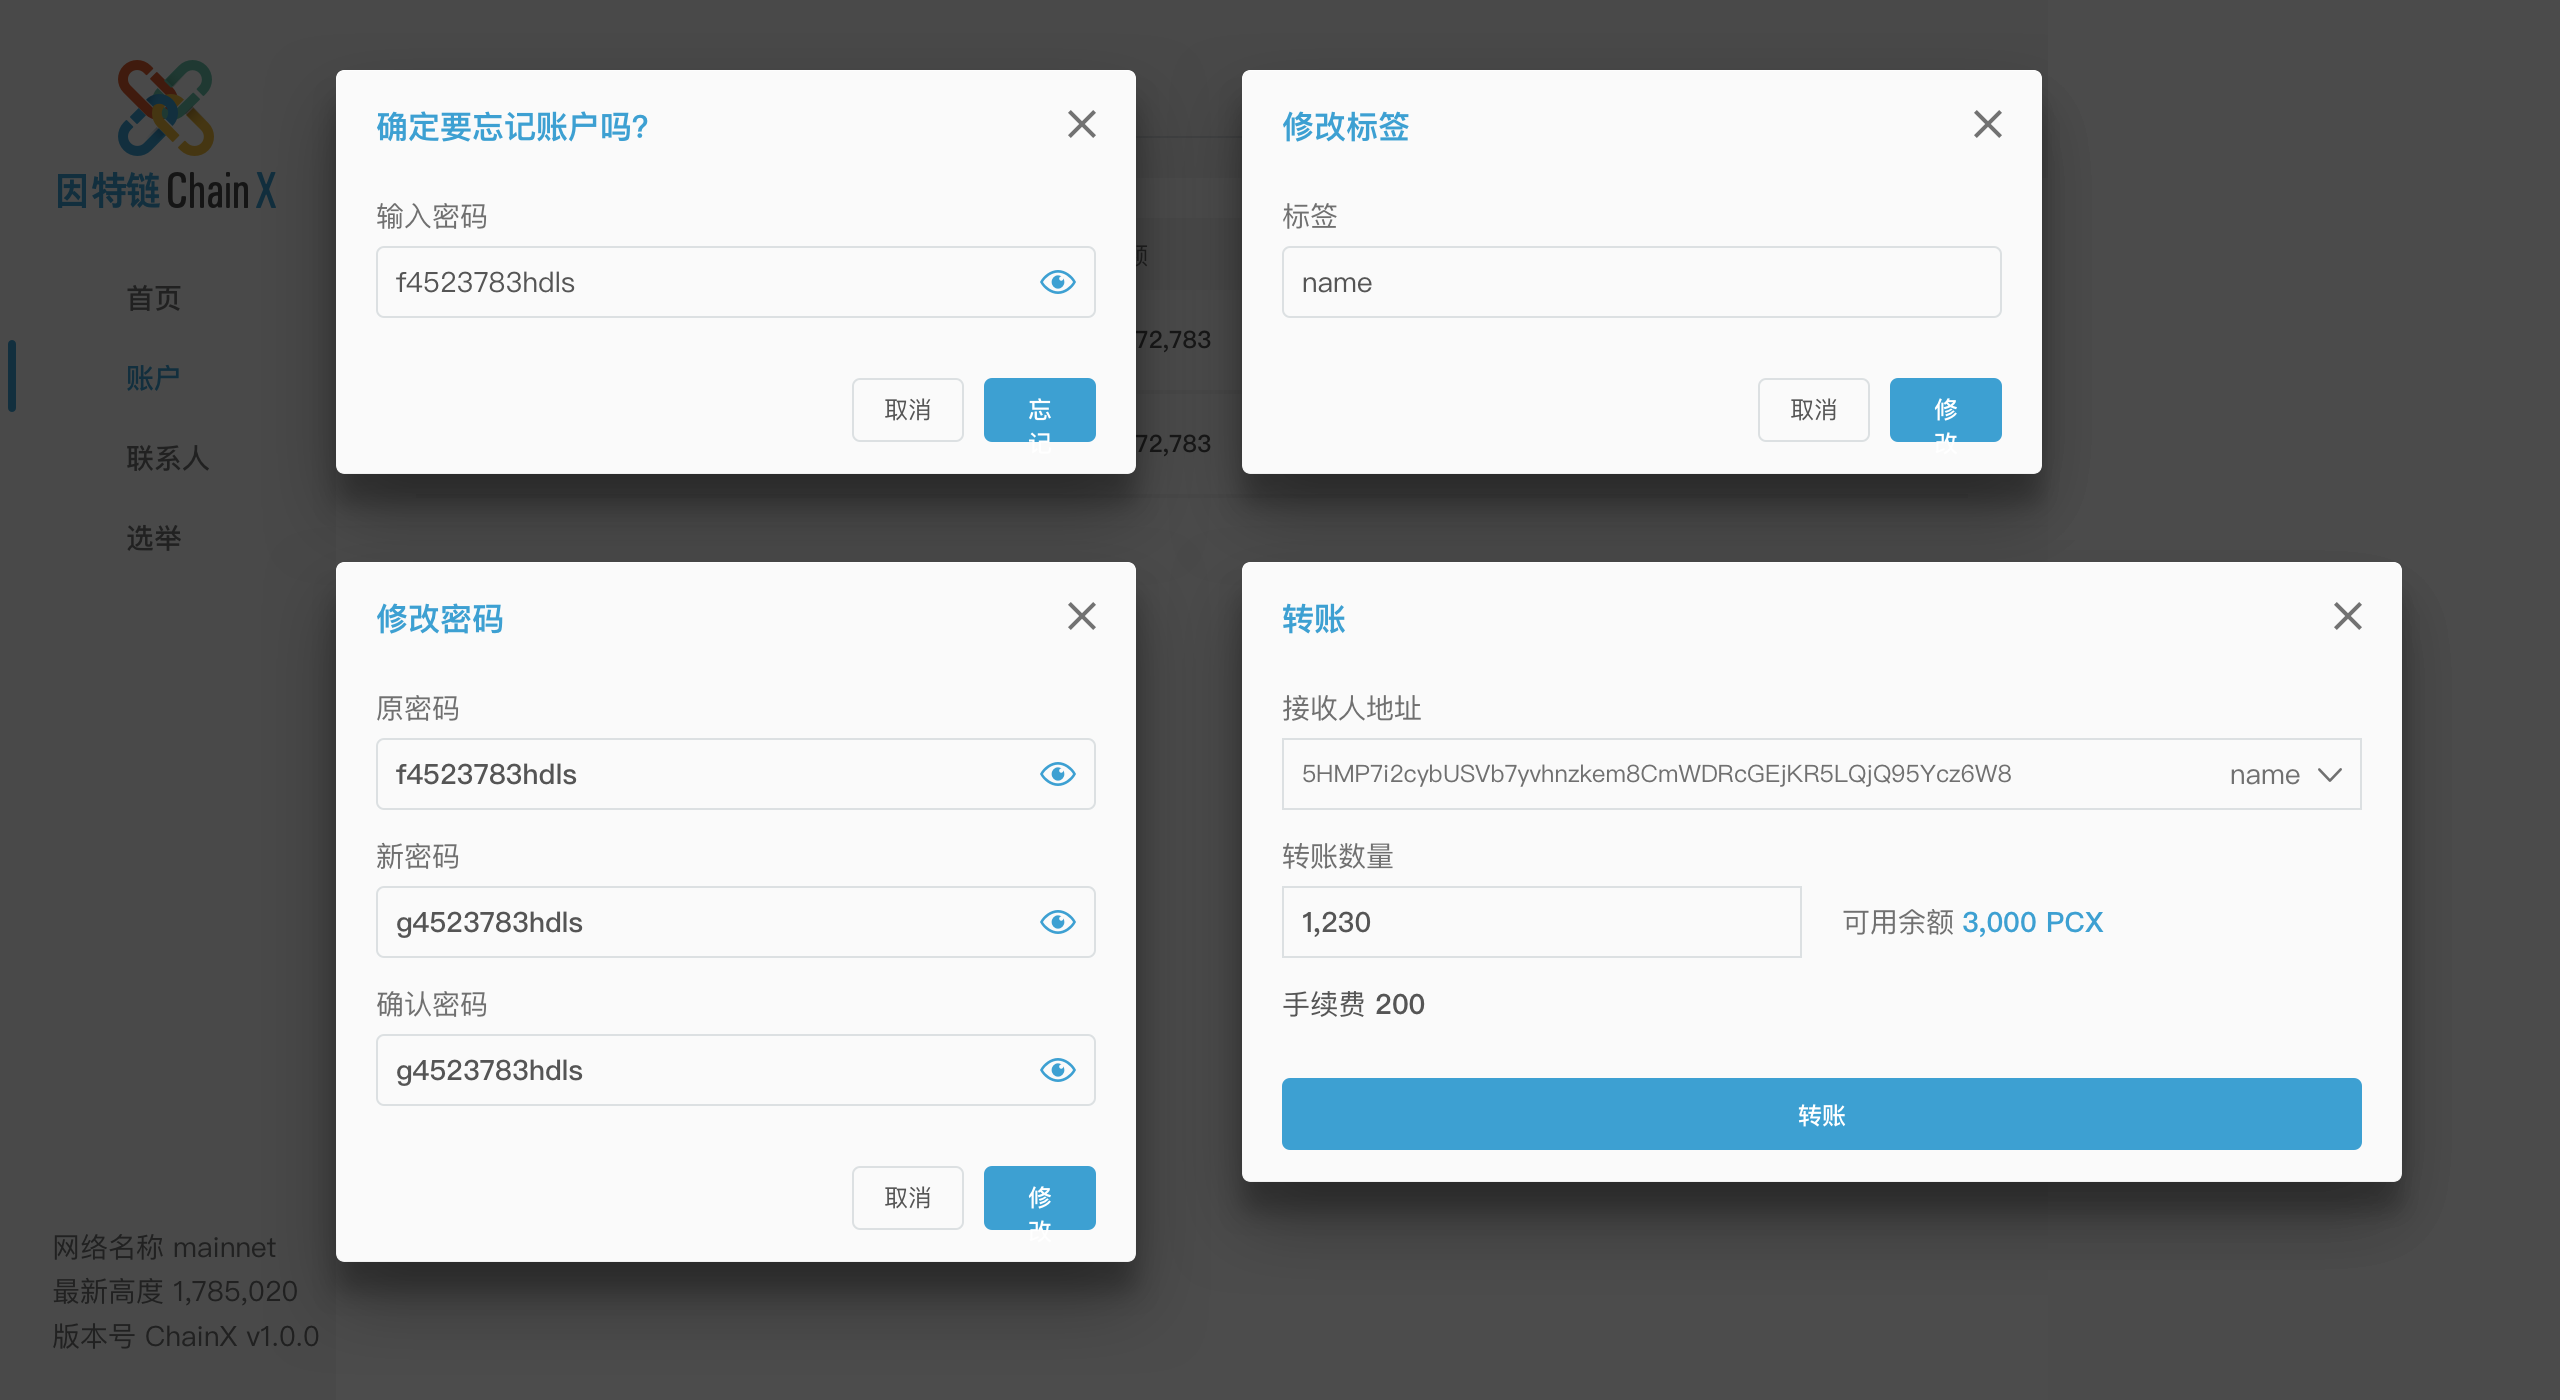 因特链 ChainX
首页
账户
联系人
选举
网络名称 mainnet
最新高度 1,785,020
版本号 ChainX v1.0.0
确定要忘记账户吗?
输入密码
f4523783hdls
取消
忘
记
修改标签
标签
name
取消
修
改
额
72,783
72,783
修改密码
原密码
f4523783hdls
新密码
g4523783hdls
确认密码
g4523783hdls
取消
修
改
转账
接收人地址
5HMP7i2cybUSVb7yvhnzkem8CmWDRcGEjKR5LQjQ95Ycz6W8 name
转账数量
1,230 可用余额 3,000 PCX
手续费 200
转账